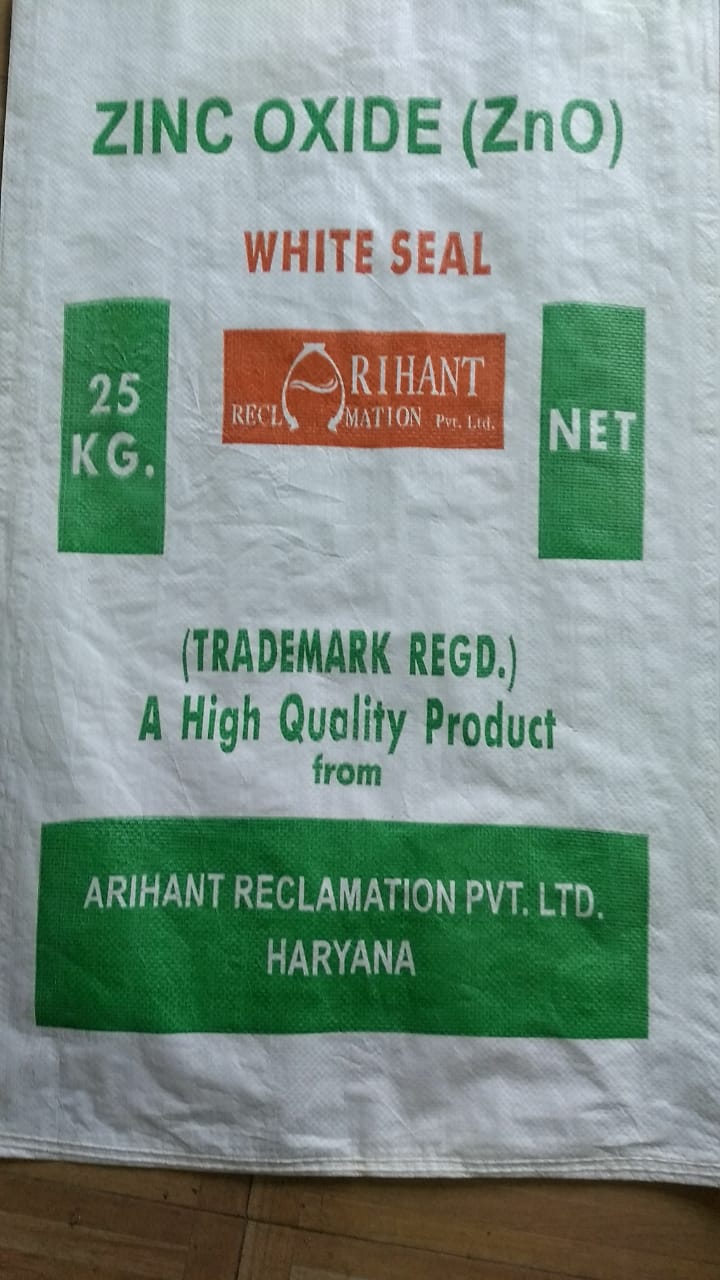 ZINC OXIDE (ZnO)
WHITE SEAL
25
KG.
ARIHANT
RECLAMATION Pvt. Ltd.
NET
(TRADEMARK REGD.)
A High Quality Product
from
ARIHANT RECLAMATION PVT. LTD.
HARYANA